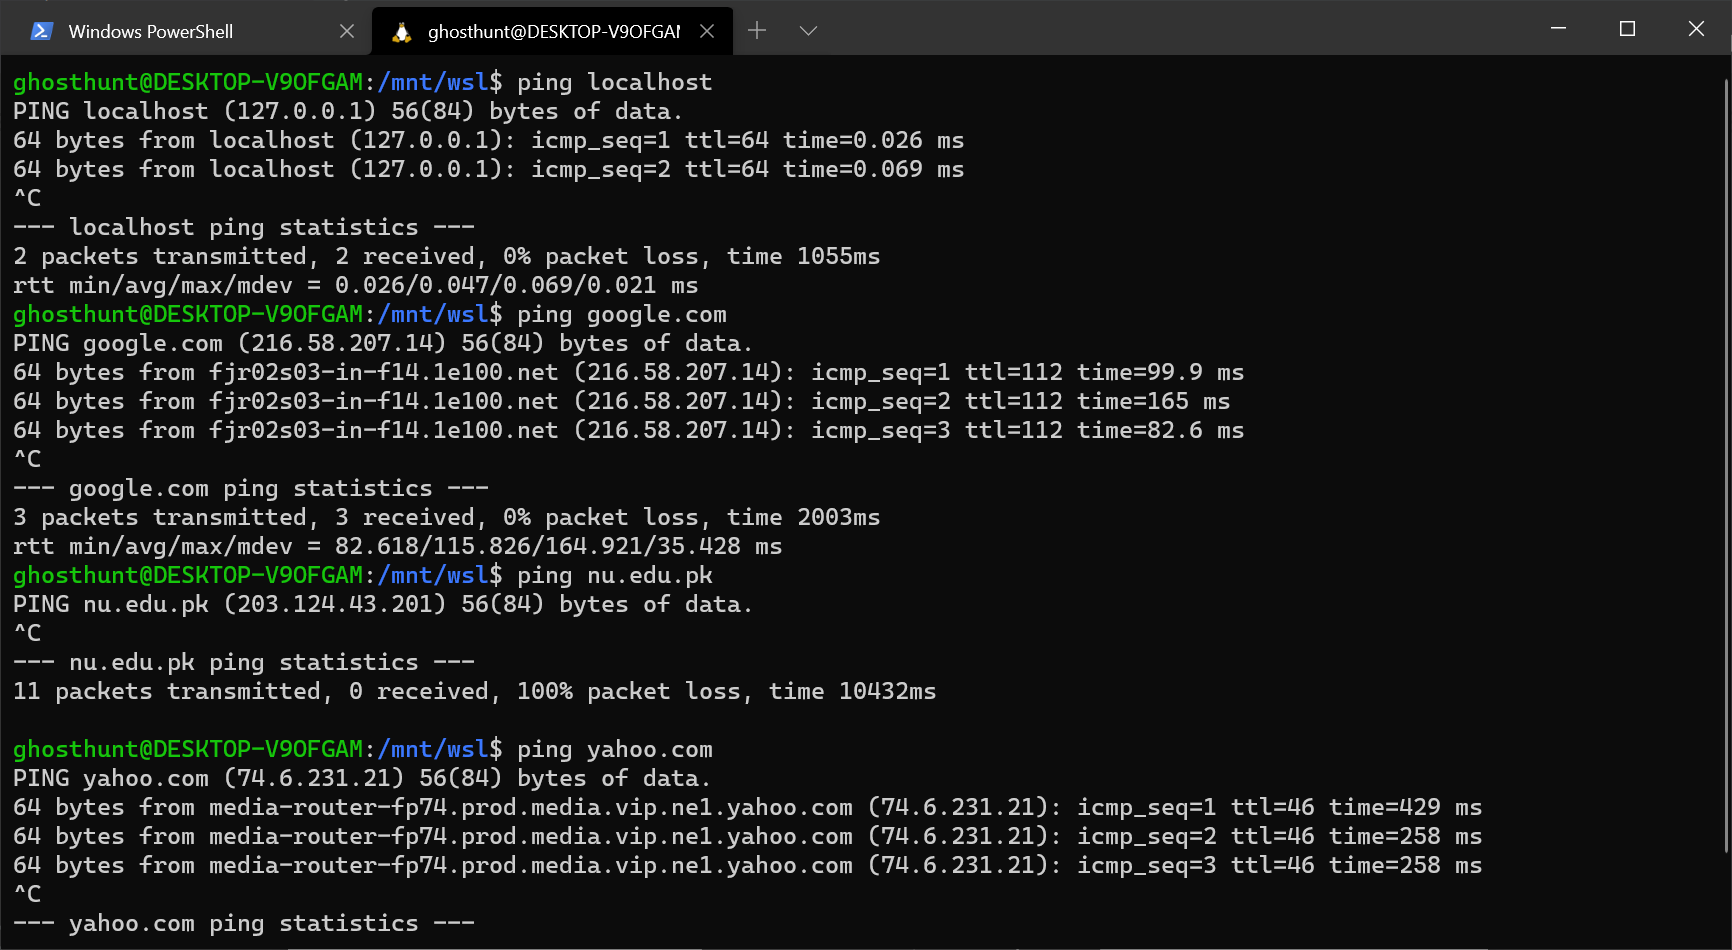 Windows PowerShell
ghosthunt@DESKTOP-V9OFGAM
ghosthunt@DESKTOP-V9OFGAM:/mnt/wsl$ ping localhost
PING localhost (127.0.0.1) 56(84) bytes of data.
64 bytes from localhost (127.0.0.1): icmp_seq=1 ttl=64 time=0.026 ms
64 bytes from localhost (127.0.0.1): icmp_seq=2 ttl=64 time=0.069 ms
^C
--- localhost ping statistics ---
2 packets transmitted, 2 received, 0% packet loss, time 1055ms
rtt min/avg/max/mdev = 0.026/0.047/0.069/0.021 ms
ghosthunt@DESKTOP-V9OFGAM:/mnt/wsl$ ping google.com
PING google.com (216.58.207.14) 56(84) bytes of data.
64 bytes from fjr02s03-in-f14.1e100.net (216.58.207.14): icmp_seq=1 ttl=112 time=99.9 ms
64 bytes from fjr02s03-in-f14.1e100.net (216.58.207.14): icmp_seq=2 ttl=112 time=165 ms
64 bytes from fjr02s03-in-f14.1e100.net (216.58.207.14): icmp_seq=3 ttl=112 time=82.6 ms
^C
--- google.com ping statistics ---
3 packets transmitted, 3 received, 0% packet loss, time 2003ms
rtt min/avg/max/mdev = 82.618/115.826/164.921/35.428 ms
ghosthunt@DESKTOP-V9OFGAM:/mnt/wsl$ ping nu.edu.pk
PING nu.edu.pk (203.124.43.201) 56(84) bytes of data.
^C
--- nu.edu.pk ping statistics ---
11 packets transmitted, 0 received, 100% packet loss, time 10432ms
ghosthunt@DESKTOP-V9OFGAM:/mnt/wsl$ ping yahoo.com
PING yahoo.com (74.6.231.21) 56(84) bytes of data.
64 bytes from media-router-fp74.prod.media.vip.ne1.yahoo.com (74.6.231.21): icmp_seq=1 ttl=46 time=429 ms
64 bytes from media-router-fp74.prod.media.vip.ne1.yahoo.com (74.6.231.21): icmp_seq=2 ttl=46 time=258 ms
64 bytes from media-router-fp74.prod.media.vip.ne1.yahoo.com (74.6.231.21): icmp_seq=3 ttl=46 time=258 ms
^C
--- yahoo.com ping statistics ---